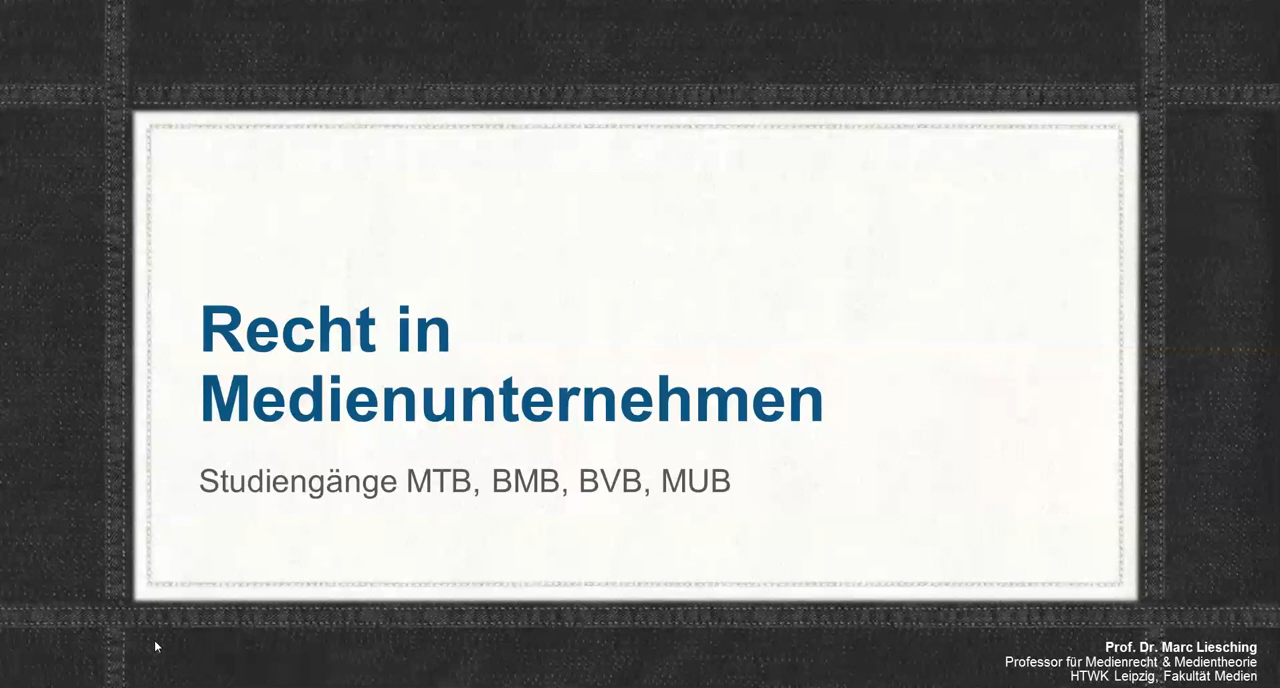 Recht in
Medienunternehmen
Studiengänge MTB, BMB, BVB, MUB
Prof. Dr. Marc Liesching
Professor für Medienrecht & Medientheorie
HTWK Leipzig, Fakultät Medien